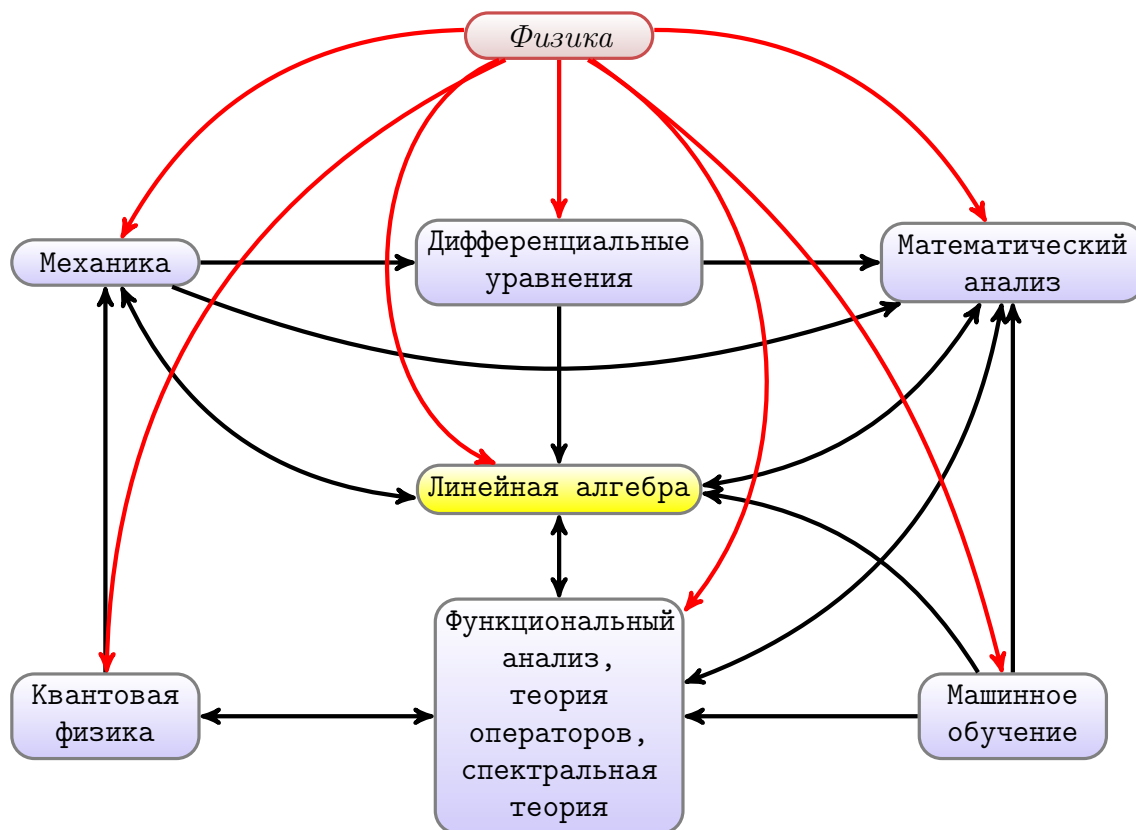 Физика
Механика
Дифференциальные
уравнения
Математический
анализ
Линейная алгебра
Функциональный
анализ,
теория
операторов,
спектральная
теория
Квантовая
физика
Машинное
обучение